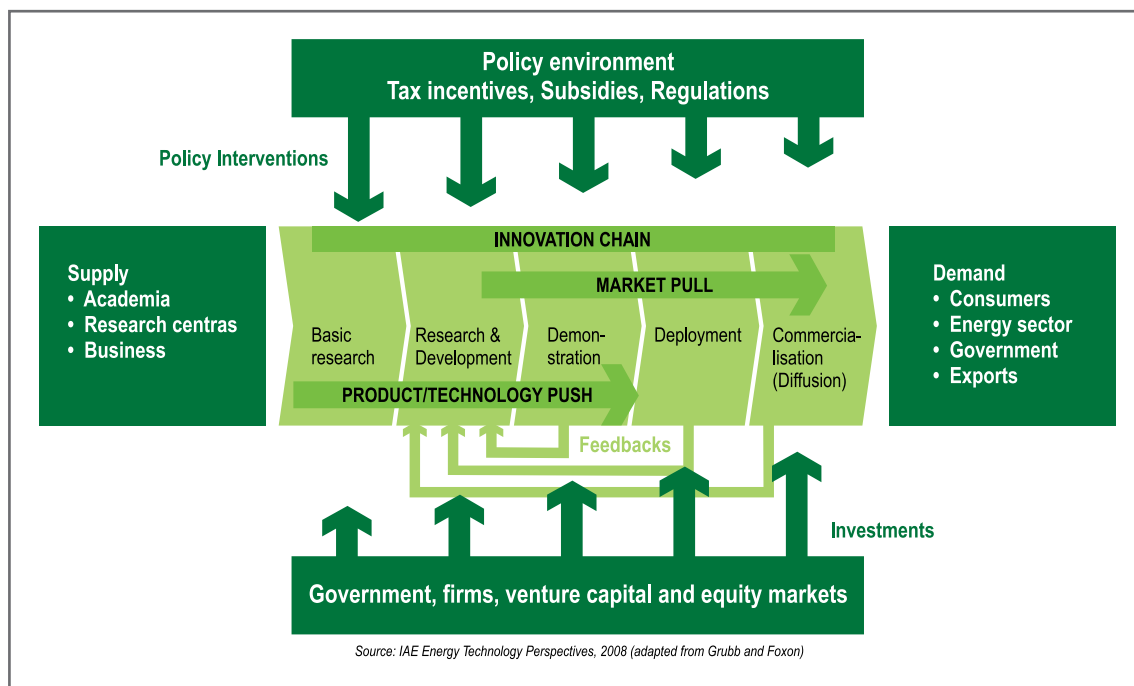 Policy environment
Tax incentives, Subsidies, Regulations
Policy Interventions
Supply
• Academia
• Research centras
• Business
INNOVATION CHAIN
MARKET PULL
Basic
research
Research &
Development
Demon-
stration
Deployment
Commercia-
lisation
(Diffusion)
PRODUCT/TECHNOLOGY PUSH
Demand
• Consumers
• Energy sector
• Government
• Exports
Feedbacks
Investments
Government, firms, venture capital and equity markets
Source: IAE Energy Technology Perspectives, 2008 (adapted from Grubb and Foxon)